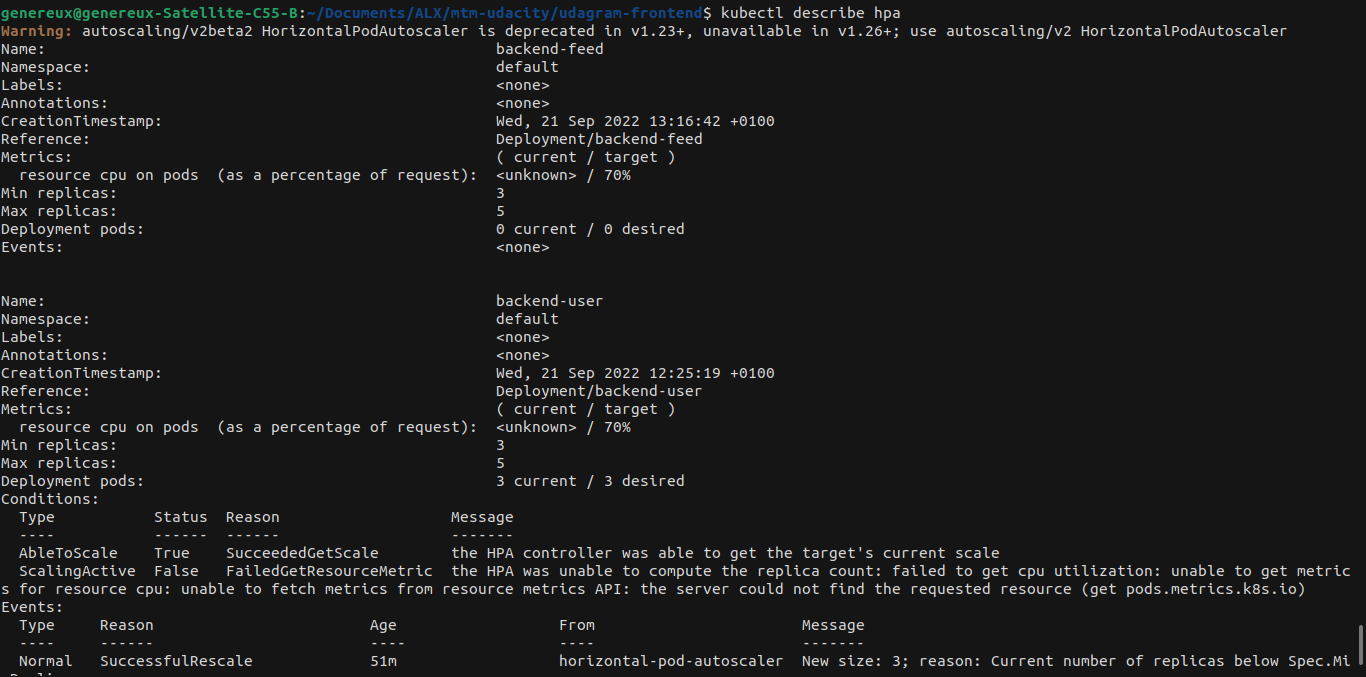 genereux@genereux-Satellite-C55-B:~/Documents/ALX/mtm-udacity/udagram-frontend$ kubectl describe hpa
Warning: autoscaling/v2beta2 HorizontalPodAutoscaler is deprecated in v1.23+, unavailable in v1.26+; use autoscaling/v2 HorizontalPodAutoscaler
Name:                                                  backend-feed
Namespace:                                             default
Labels:                                                <none>
Annotations:                                           <none>
CreationTimestamp:                                     Wed, 21 Sep 2022 13:16:42 +0100
Reference:                                             Deployment/backend-feed
Metrics:                                               ( current / target )
  resource cpu on pods  (as a percentage of request):  <unknown> / 70%
Min replicas:                                          3
Max replicas:                                          5
Deployment pods:                                       0 current / 0 desired
Events:                                                <none>
Name:                                                  backend-user
Namespace:                                             default
Labels:                                                <none>
Annotations:                                           <none>
CreationTimestamp:                                     Wed, 21 Sep 2022 12:25:19 +0100
Reference:                                             Deployment/backend-user
Metrics:                                               ( current / target )
  resource cpu on pods  (as a percentage of request):  <unknown> / 70%
Min replicas:                                          3
Max replicas:                                          5
Deployment pods:                                       3 current / 3 desired
Conditions:
  Type           Status  Reason                   Message
  ----           ------  ------                   -------
  AbleToScale    True    SucceededGetScale        the HPA controller was able to get the target's current scale
  ScalingActive  False   FailedGetResourceMetric  the HPA was unable to compute the replica count: failed to get cpu utilization: unable to get metric
s for resource cpu: unable to fetch metrics from resource metrics API: the server could not find the requested resource (get pods.metrics.k8s.io)
Events:
  Type     Reason                        Age                  From                       Message
  ----     ------                        ----                 ----                       -------
  Normal   SuccessfulRescale             51m                  horizontal-pod-autoscaler  New size: 3; reason: Current number of replicas below Spec.Mi